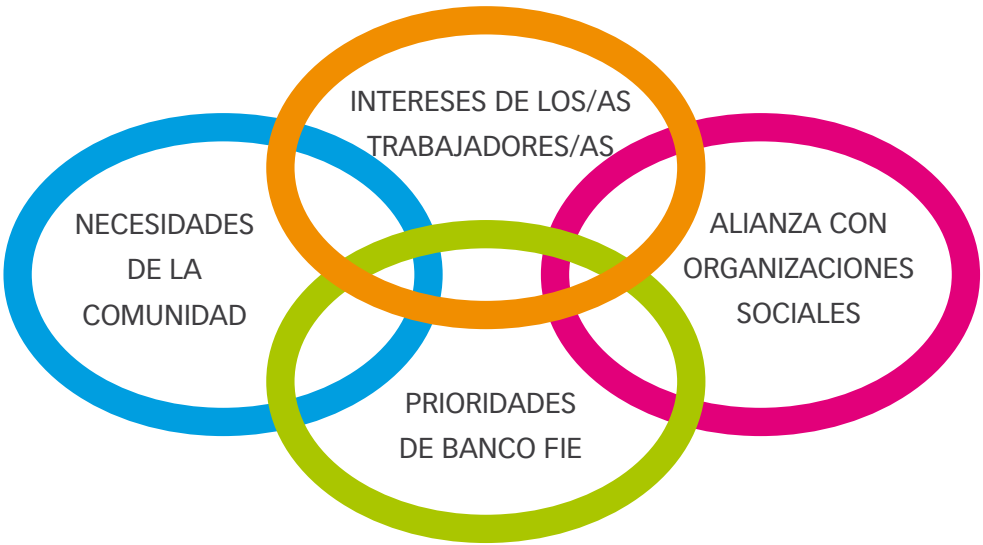 INTERESES DE LOS/AS
TRABAJADORES/AS
NECESIDADES
DE LA
COMUNIDAD
ALIANZA CON
ORGANIZACIONES
SOCIALES
PRIORIDADES
DE BANCO FIE